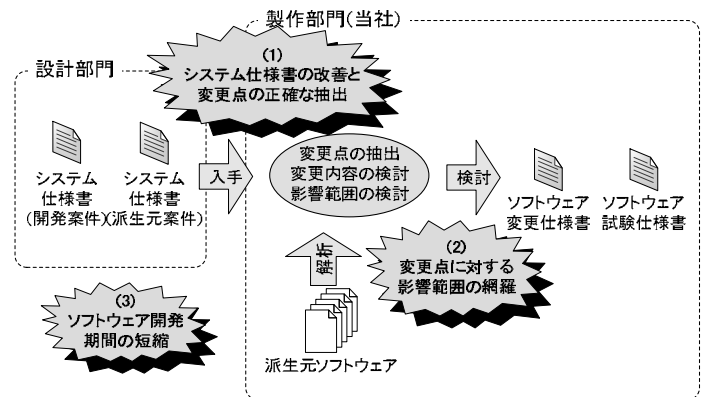 製作部門(当社)
設計部門
(1)
システム仕様書の改善と
変更点の正確な抽出
システム
仕様書
(開発案件)
システム
仕様書
(派生元案件)
入手
変更点の抽出
変更内容の検討
影響範囲の検討
検討
ソフトウェア
変更仕様書
ソフトウェア
試験仕様書
解析
(2)
変更点に対する
影響範囲の網羅
(3)
ソフトウェア開発
期間の短縮
派生元ソフトウェア